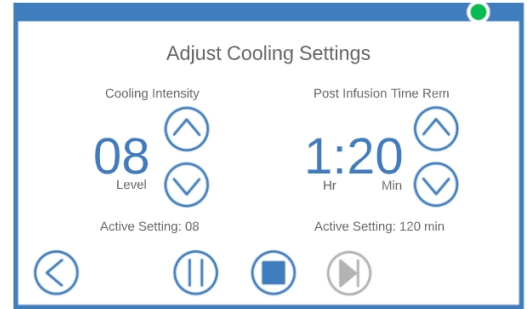 Adjust Cooling Settings
Cooling Intensity
08
Level
Active Setting: 08
Post Infusion Time Rem
1:20
Hr Min
Active Setting: 120 min